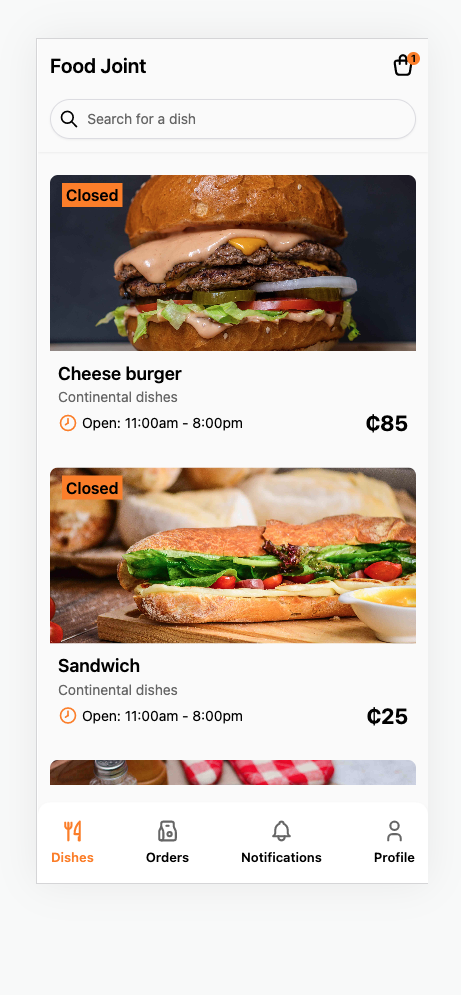 Food Joint
1
Search for a dish
Closed
Cheese burger
Continental dishes
Open: 11:00am - 8:00pm
₵85
Closed
Sandwich
Continental dishes
Open: 11:00am - 8:00pm
₵25
Dishes
Orders
Notifications
Profile